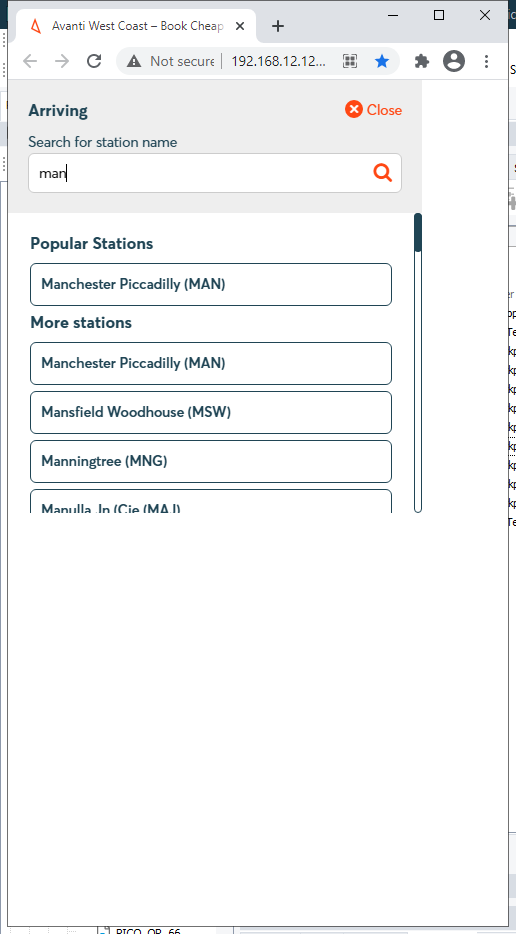 Avanti West Coast – Book Cheap
Not secure
192.168.12.12...
Arriving
Close
Search for station name
man
Popular Stations
Manchester Piccadilly (MAN)
More stations
Manchester Piccadilly (MAN)
Mansfield Woodhouse (MSW)
Manningtree (MNG)
Manulla Jn (Cie (MAJ)
PICO_OR_66